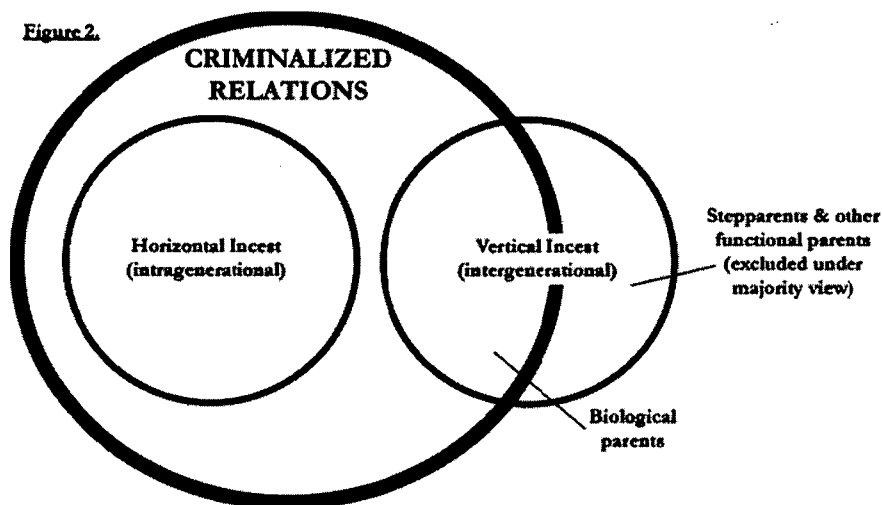 Figure 2.
CRIMINALIZED
RELATIONS
Horizontal Incest
(intragenerational)
Vertical Incest
(intergenerational)
Stepparents & other
functional parents
(excluded under
majority view)
Biological
parents